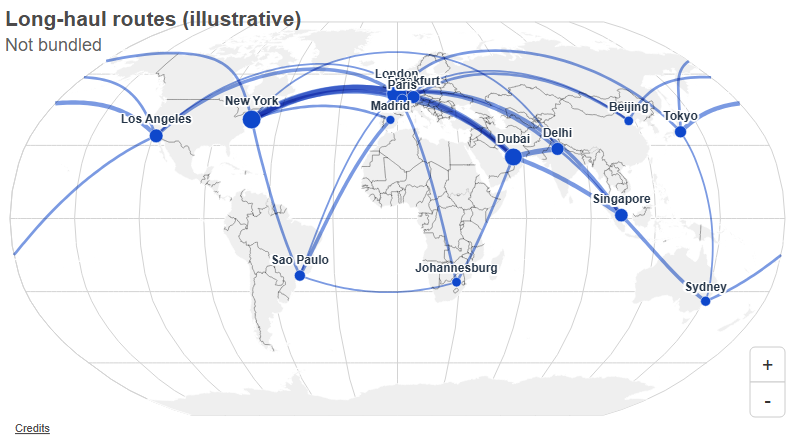 Long-haul routes (illustrative)
Not bundled
London
Frankfurt
Paris
New York
Madrid
Los Angeles
Beijing
Tokyo
Dubai
Delhi
Singapore
Sao Paulo
Johannesburg
Sydney
+
-
Credits